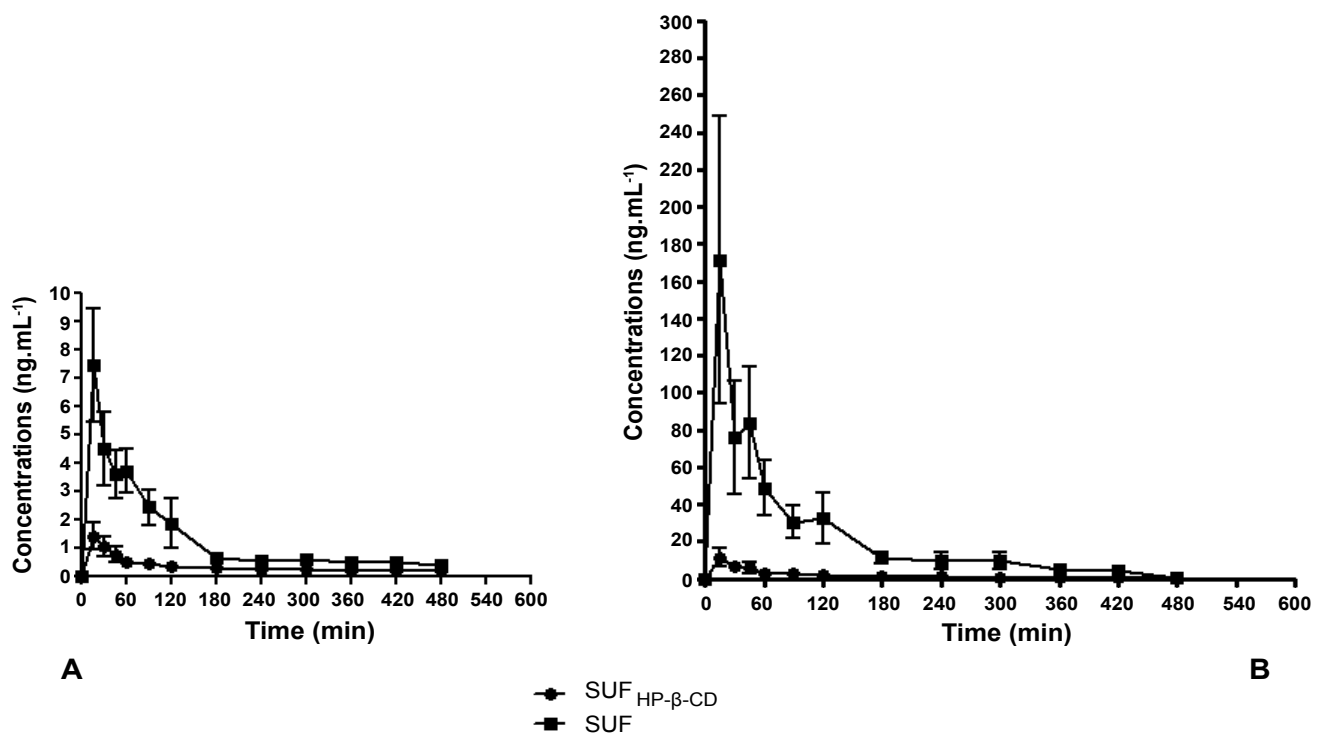 10
9
8
7
6
5
4
3
2
1
0
Concentrations (ng.mL⁻¹)
0 60 120 180 240 300 360 420 480 540 600
Time (min)
A
300
280
260
240
220
200
180
160
140
120
100
80
60
40
20
0
Concentrations (ng.mL⁻¹)
0 60 120 180 240 300 360 420 480 540 600
Time (min)
B
SUF HP-β-CD
SUF